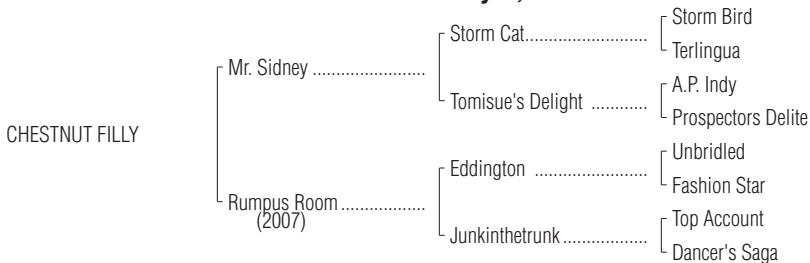 Storm Bird
Storm Cat..............................
Terlingua
Mr. Sidney ...........................
A.P. Indy
Tomisue's Delight ..............
Prospectors Delite
CHESTNUT FILLY
Unbridled
Eddington ............................
Fashion Star
Rumpus Room ....................
(2007)
Top Account
Junkinthetrunk.....................
Dancer's Saga